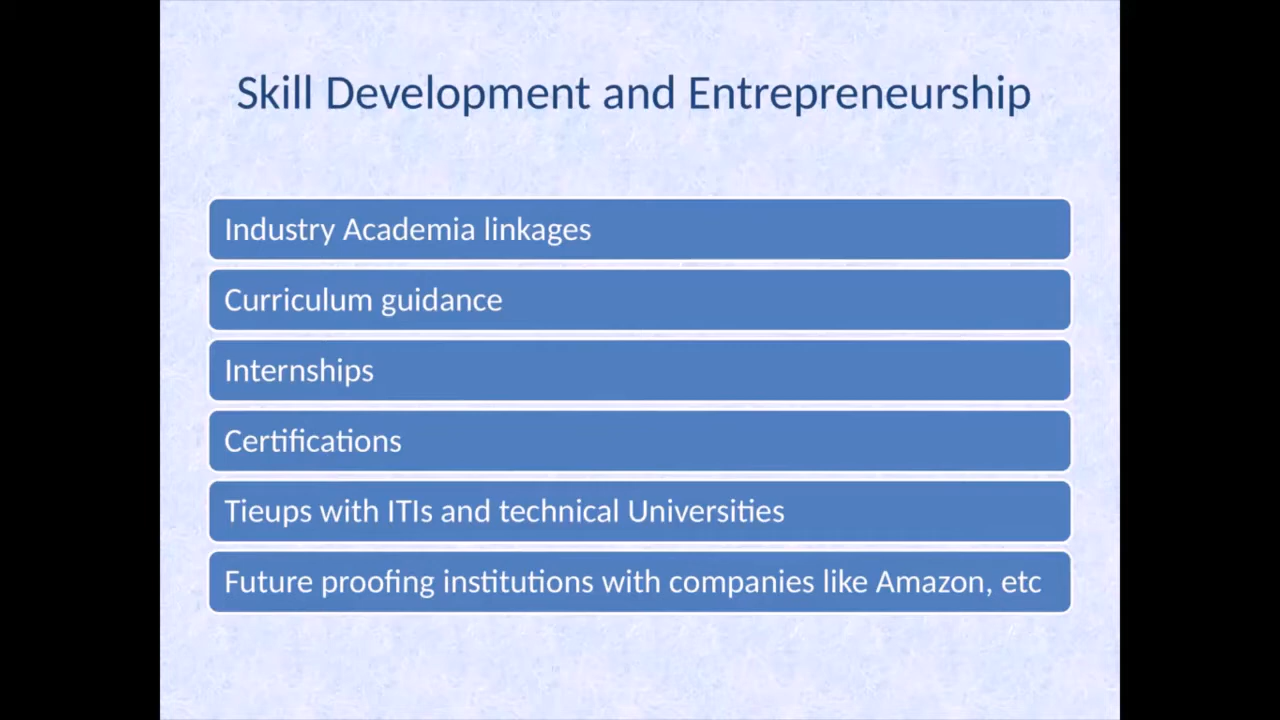 Skill Development and Entrepreneurship
Industry Academia linkages
Curriculum guidance
Internships
Certifications
Tieups with ITIs and technical Universities
Future proofing institutions with companies like Amazon, etc